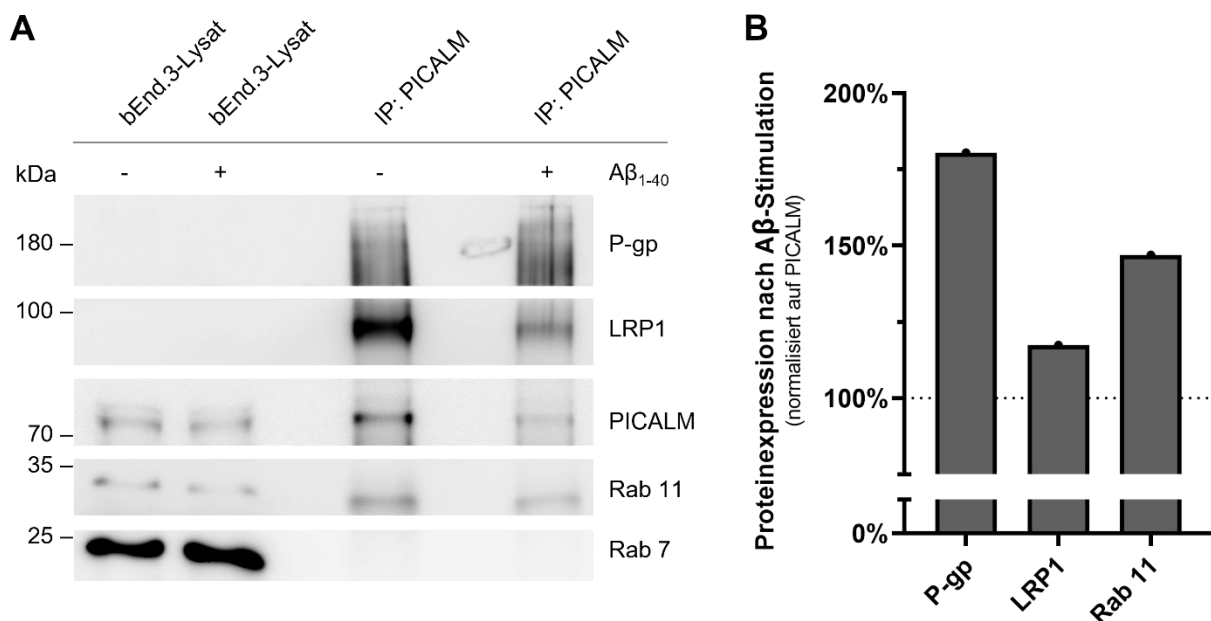 A
bEnd.3-Lysat
bEnd.3-Lysat
IP: PICALM
IP: PICALM
kDa
- + - + Aβ1-40
180 P-gp
100
LRP1
PICALM
70
35
Rab 11
25
Rab 7
B
Proteinexpression nach Aβ-Stimulation
(normalisiert auf PICALM)
200%
150%
100%
0%
P-gp
LRP1
Rab 11